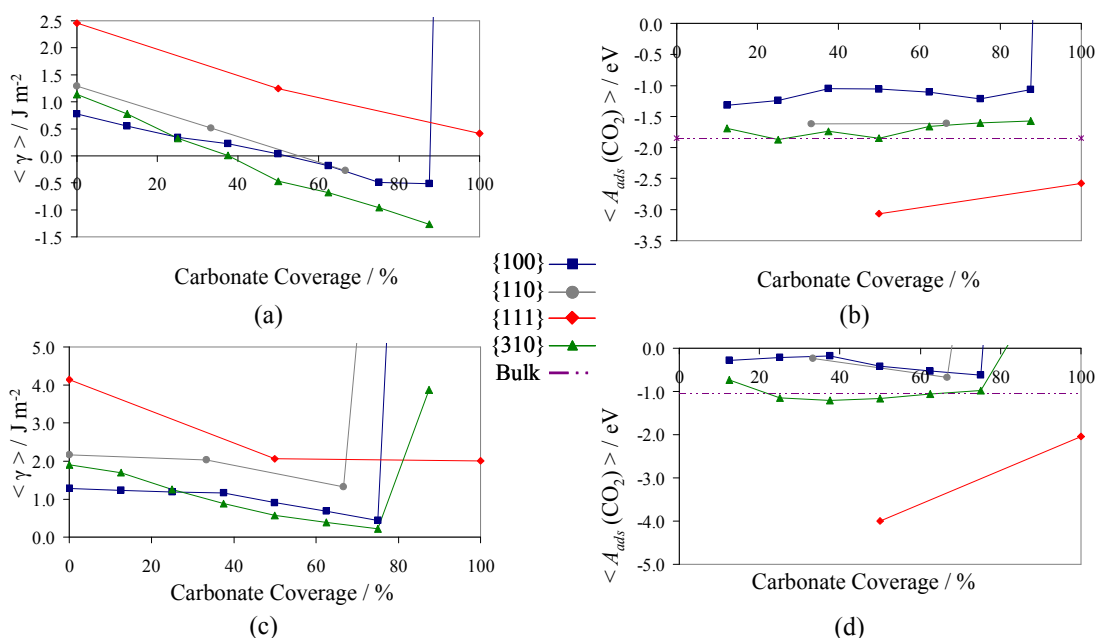 < γ > / J m-2
2.5
2.0
1.5
1.0
0.5
0.0
-0.5
-1.0
-1.5
0 20 40 60 80 100
Carbonate Coverage / %
(a)
< Aads (CO2) > / eV
0.0
-0.5
-1.0
-1.5
-2.0
-2.5
-3.0
-3.5
0 20 40 60 80 100
Carbonate Coverage / %
(b)
{100}
{110}
{111}
{310}
Bulk
< γ > / J m-2
5.0
4.0
3.0
2.0
1.0
0.0
0 20 40 60 80 100
Carbonate Coverage / %
(c)
< Aads (CO2) > / eV
0.0
-1.0
-2.0
-3.0
-4.0
-5.0
0 20 40 60 80 100
Carbonate Coverage / %
(d)